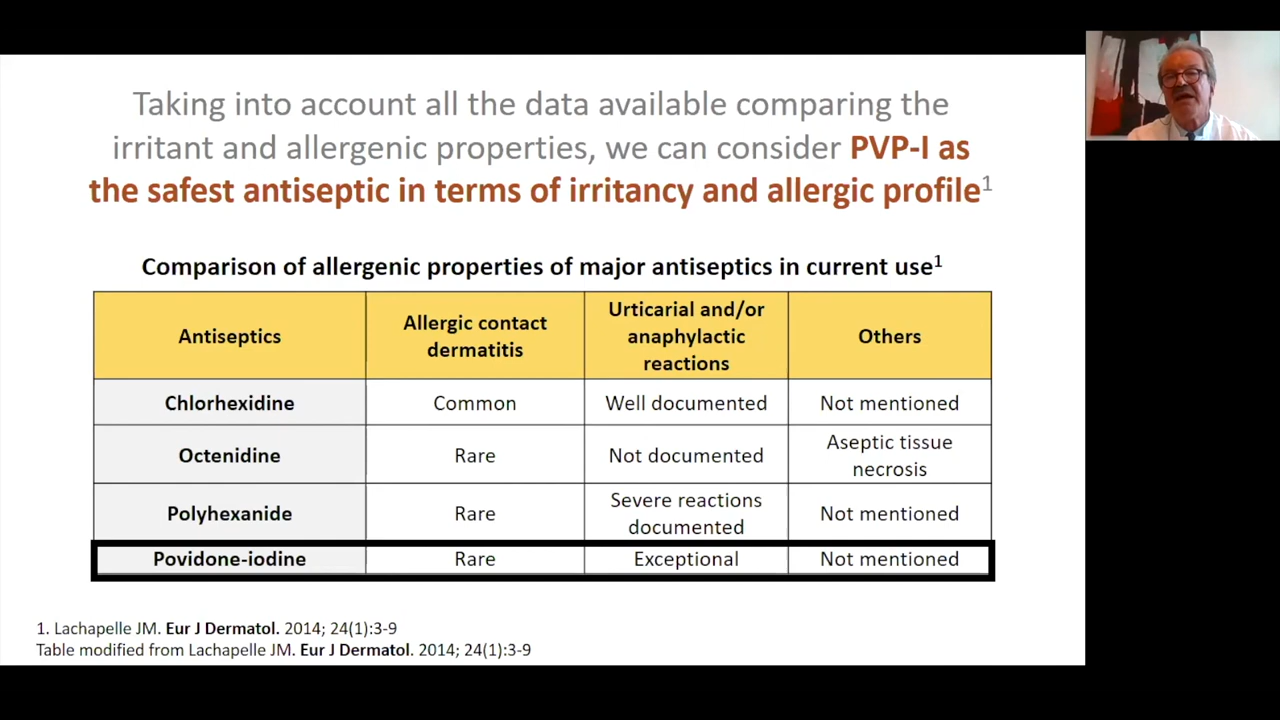 Taking into account all the data available comparing the
irritant and allergenic properties, we can consider PVP-I as
the safest antiseptic in terms of irritancy and allergic profile1
Comparison of allergenic properties of major antiseptics in current use1
Antiseptics
Allergic contact
dermatitis
Urticarial and/or
anaphylactic
reactions
Others
Chlorhexidine
Common
Well documented
Not mentioned
Octenidine
Rare
Not documented
Aseptic tissue
necrosis
Polyhexanide
Rare
Severe reactions
documented
Not mentioned
Povidone-iodine
Rare
Exceptional
Not mentioned
1. Lachapelle JM. Eur J Dermatol. 2014; 24(1):3-9
Table modified from Lachapelle JM. Eur J Dermatol. 2014; 24(1):3-9